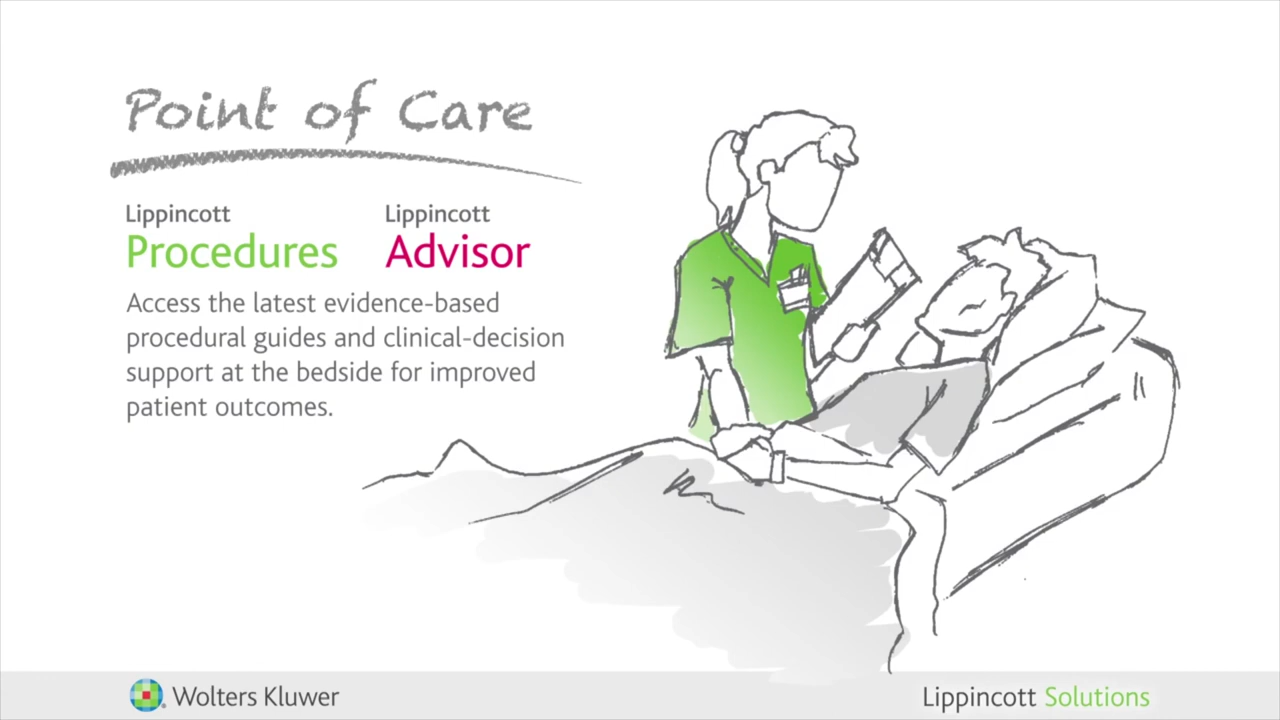 Point of Care
Lippincott Procedures
Lippincott Advisor
Access the latest evidence-based
procedural guides and clinical-decision
support at the bedside for improved
patient outcomes.
Wolters Kluwer
Lippincott Solutions